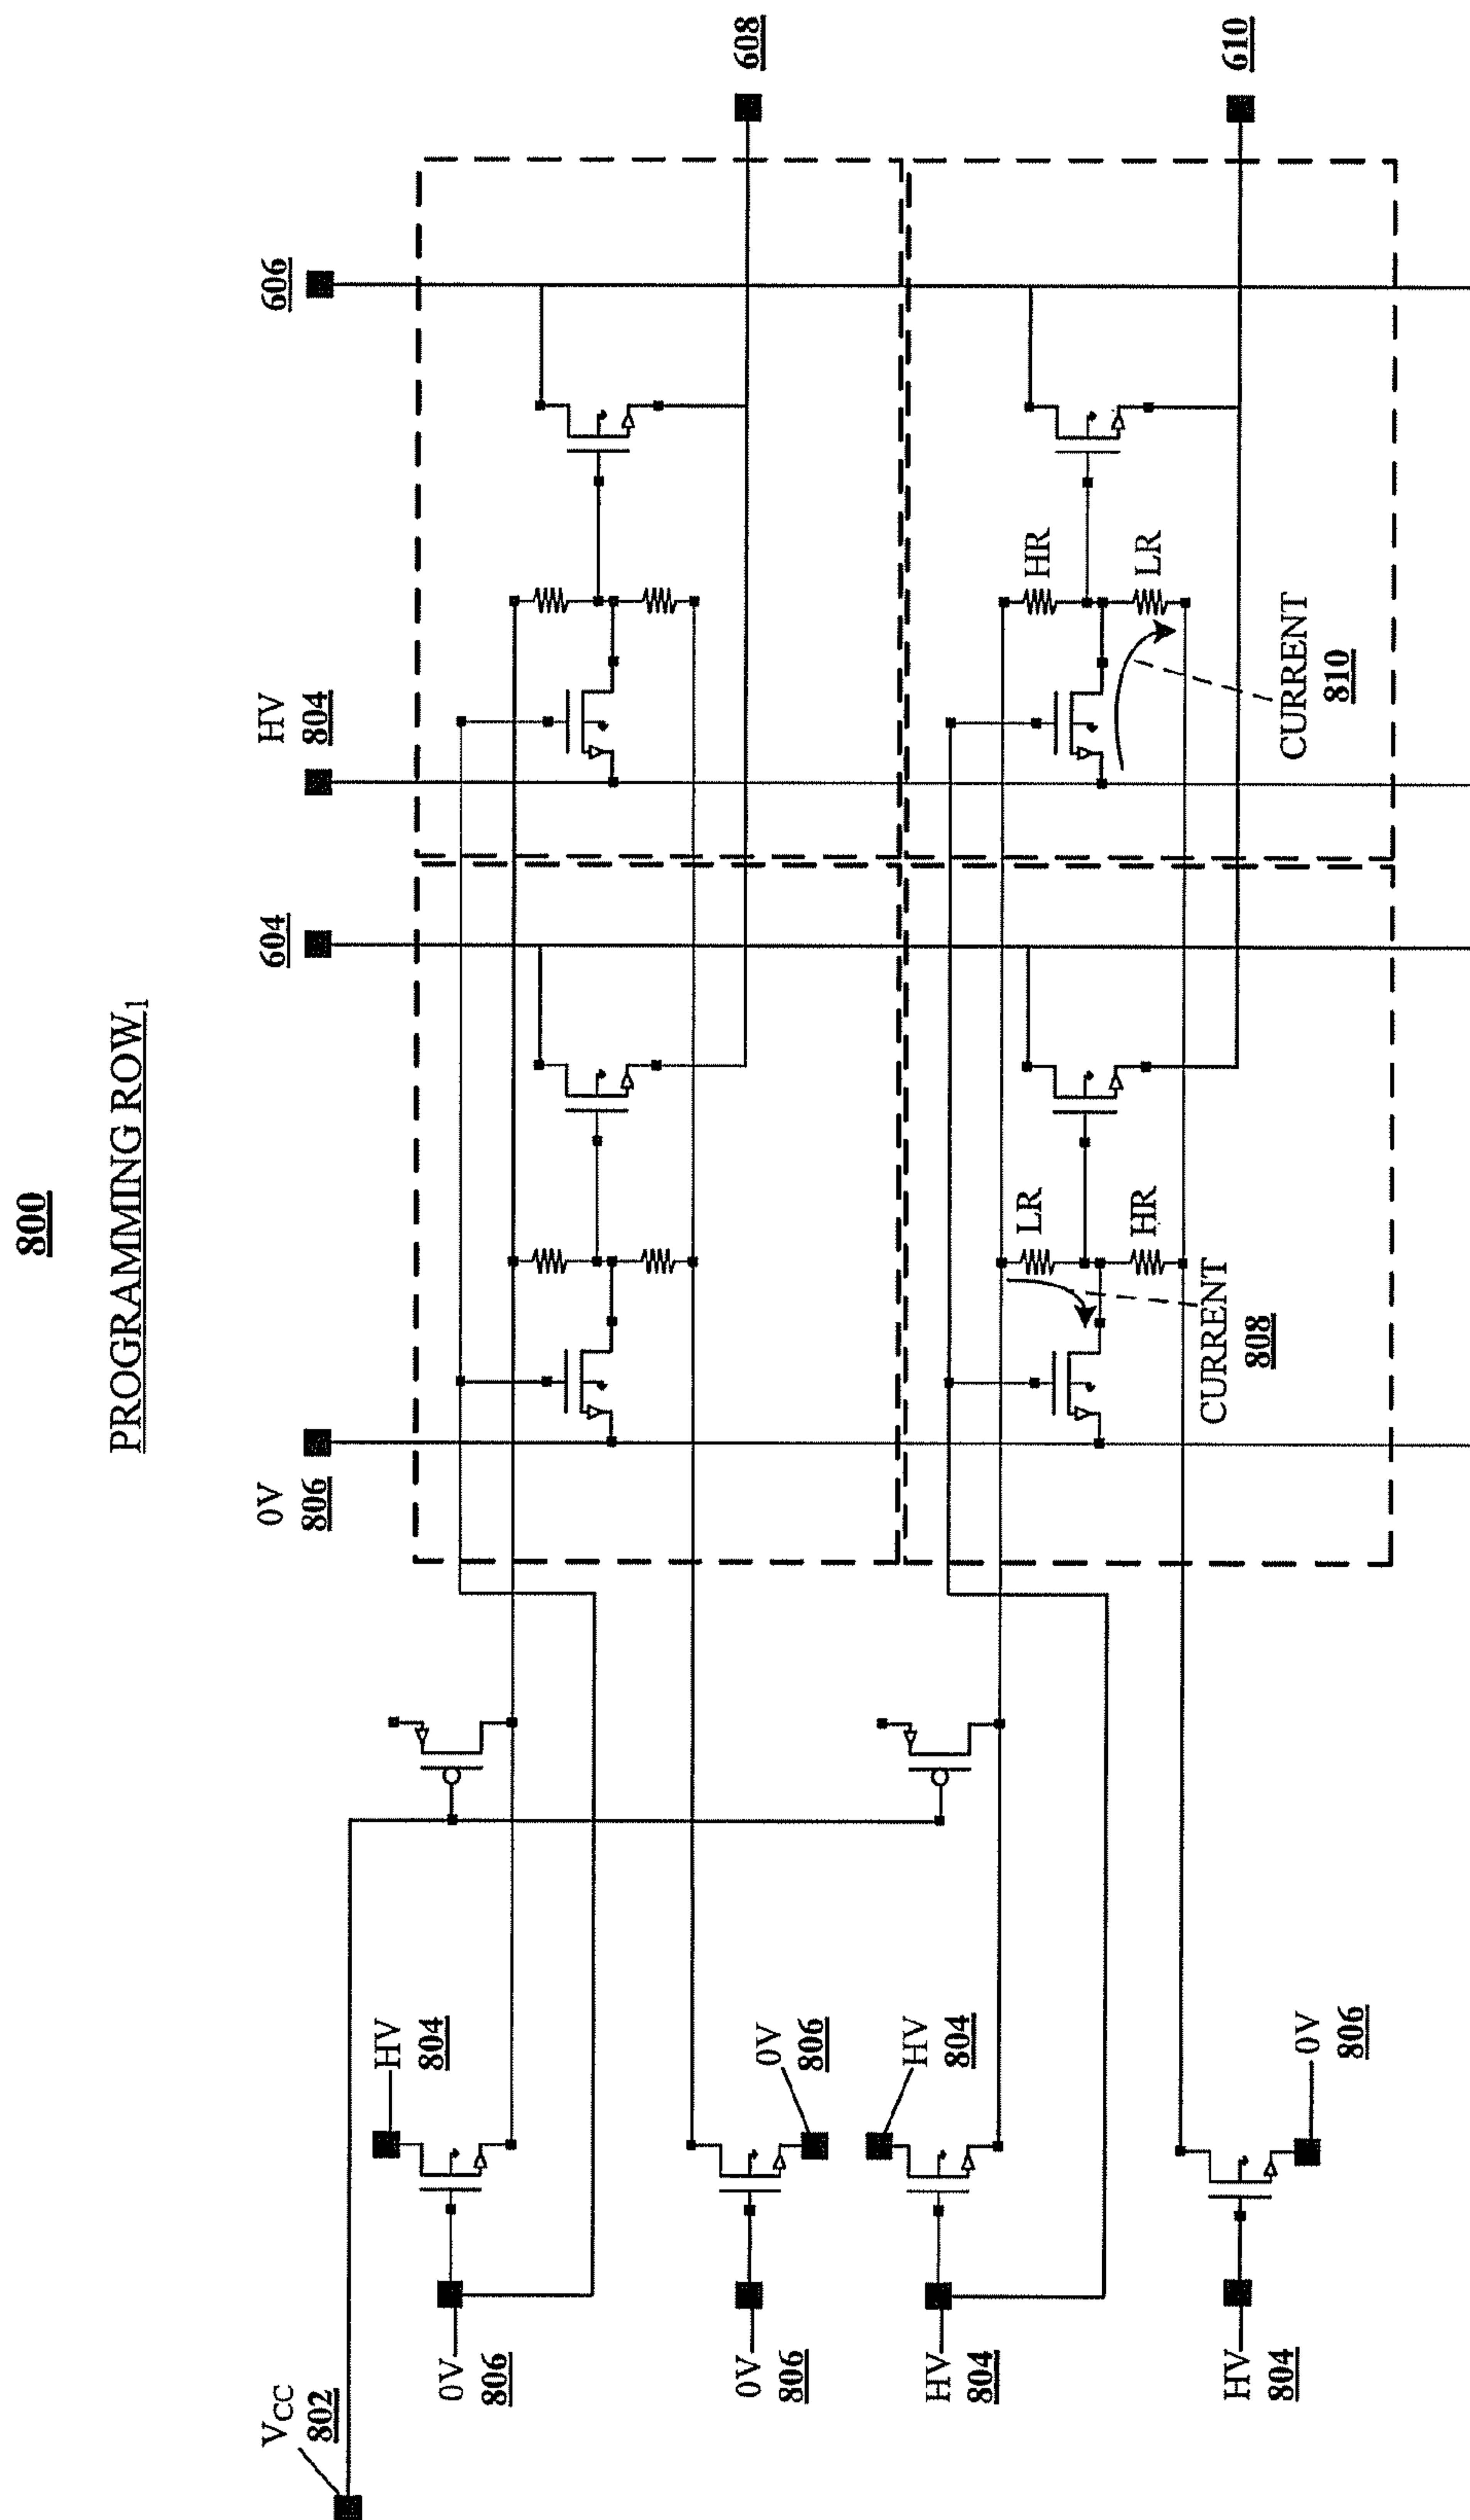 800
PROGRAMMING ROW1
VCC
802
0V
806
604
HV
804
606
0V
806
HV
804
608
0V
806
0V
806
HV
804
HV
804
LR
HR
HR
LR
CURRENT
808
CURRENT
810
610
HV
804
0V
806